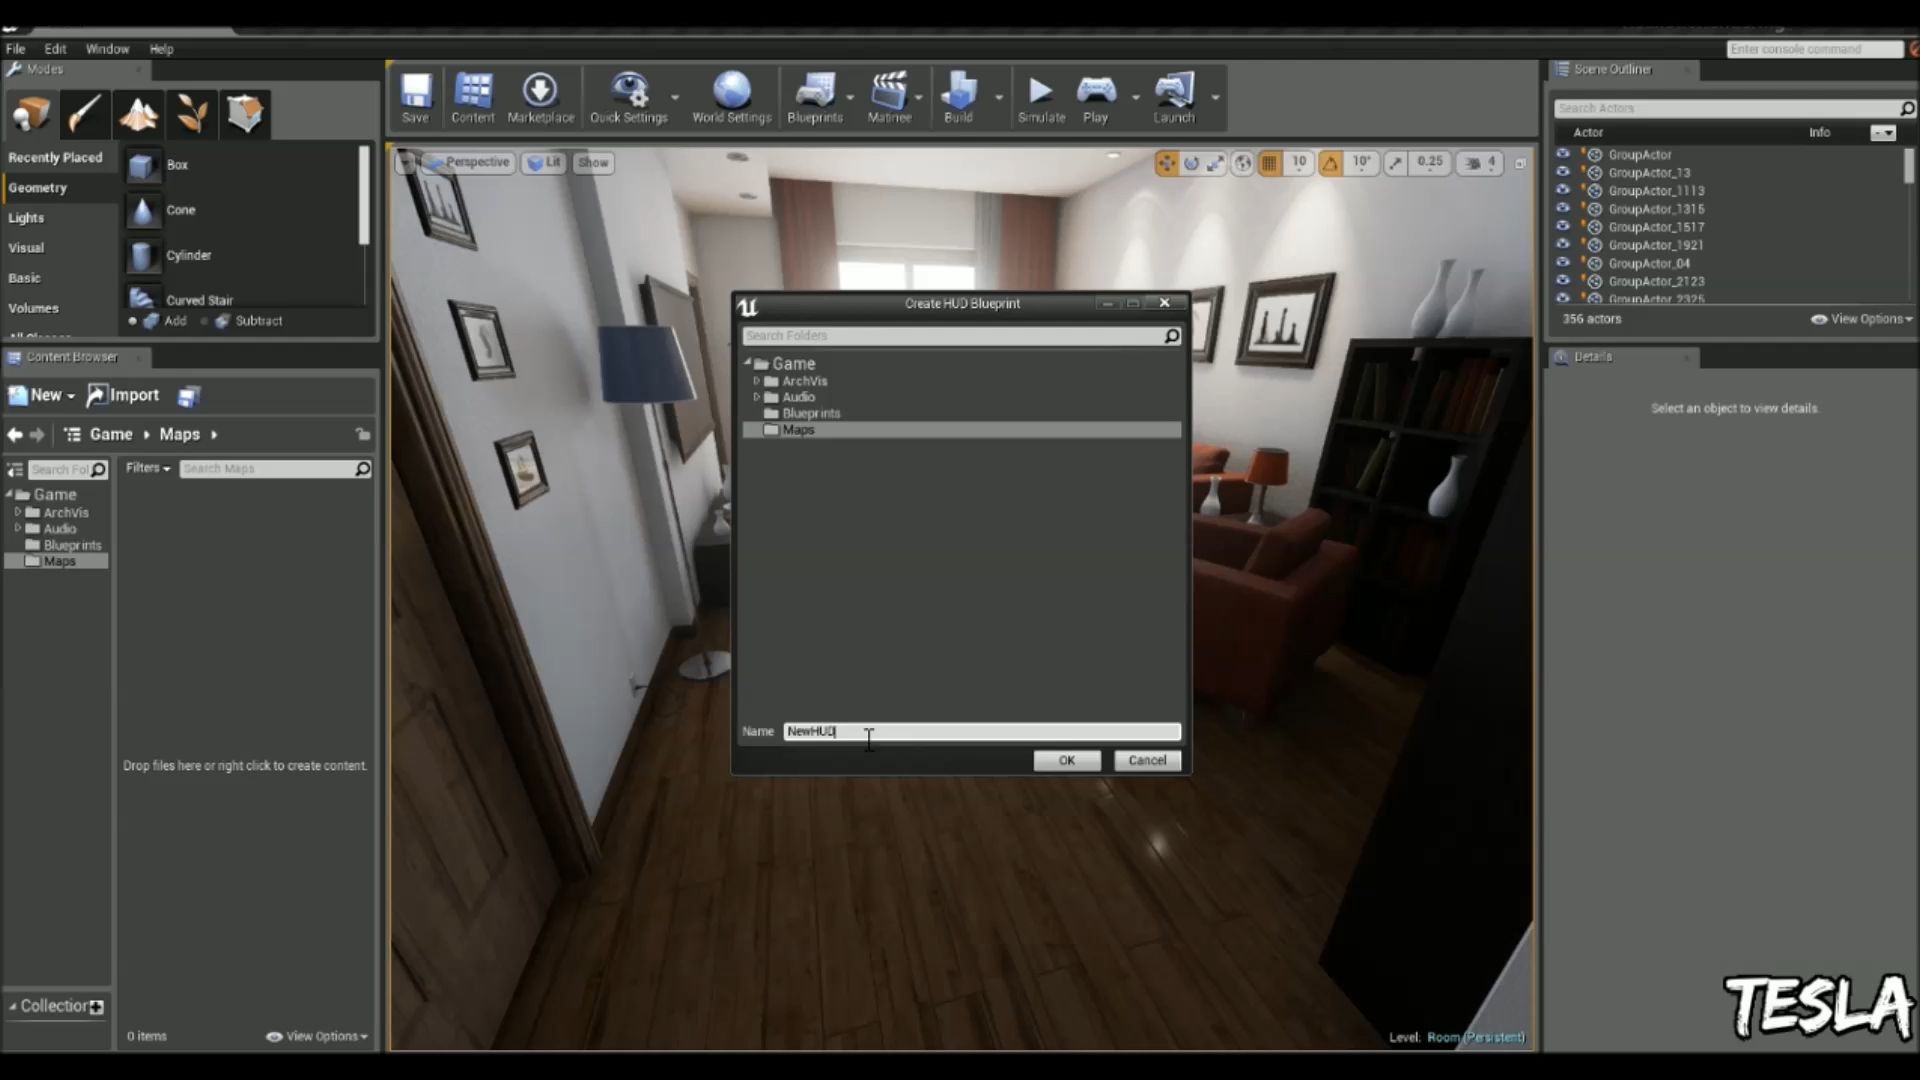 File Edit Window Help
Enter console command
Modes
Scene Outliner
Save Content Marketplace Quick Settings World Settings Blueprints Matinee Build Simulate Play Launch
Search Actors
Actor Info
Recently Placed
Geometry
Lights
Visual
Basic
Volumes
Box
Cone
Cylinder
Curved Stair
Add Subtract
Perspective Lit Show
10 10° 0.25 4
GroupActor
GroupActor_13
GroupActor_1113
GroupActor_1315
GroupActor_1517
GroupActor_1921
GroupActor_04
GroupActor_2123
GroupActor_2325
356 actors View Options
Content Browser
New Import
Game Maps
Search Fol
Filters Search Maps
Game
ArchVis
Audio
Blueprints
Maps
Drop files here or right click to create content.
Collection
0 items View Options
Create HUD Blueprint
Search Folders
Game
ArchVis
Audio
Blueprints
Maps
Name NewHUD
OK Cancel
Details
Select an object to view details.
Level: Room (Persistent)
TESLA